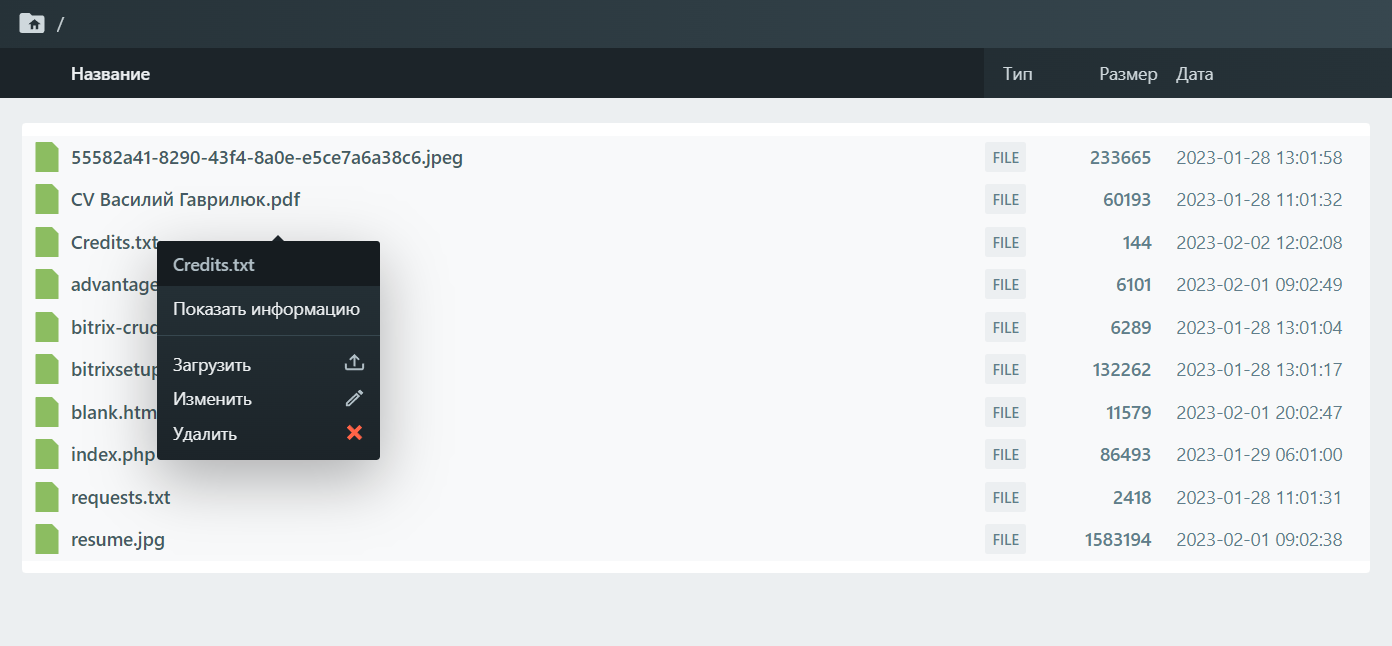 /
Название Тип Размер Дата
55582a41-8290-43f4-8a0e-e5ce7a6a38c6.jpeg FILE 233665 2023-01-28 13:01:58
CV Василий Гаврилюк.pdf FILE 60193 2023-01-28 11:01:32
Credits.txt FILE 144 2023-02-02 12:02:08
Credits.txt
advantage FILE 6101 2023-02-01 09:02:49
Показать информацию
bitrix-crud FILE 6289 2023-01-28 13:01:04
bitrixsetup FILE 132262 2023-01-28 13:01:17
Загрузить
blank.htm FILE 11579 2023-02-01 20:02:47
Изменить
Удалить
index.php FILE 86493 2023-01-29 06:01:00
requests.txt FILE 2418 2023-01-28 11:01:31
resume.jpg FILE 1583194 2023-02-01 09:02:38